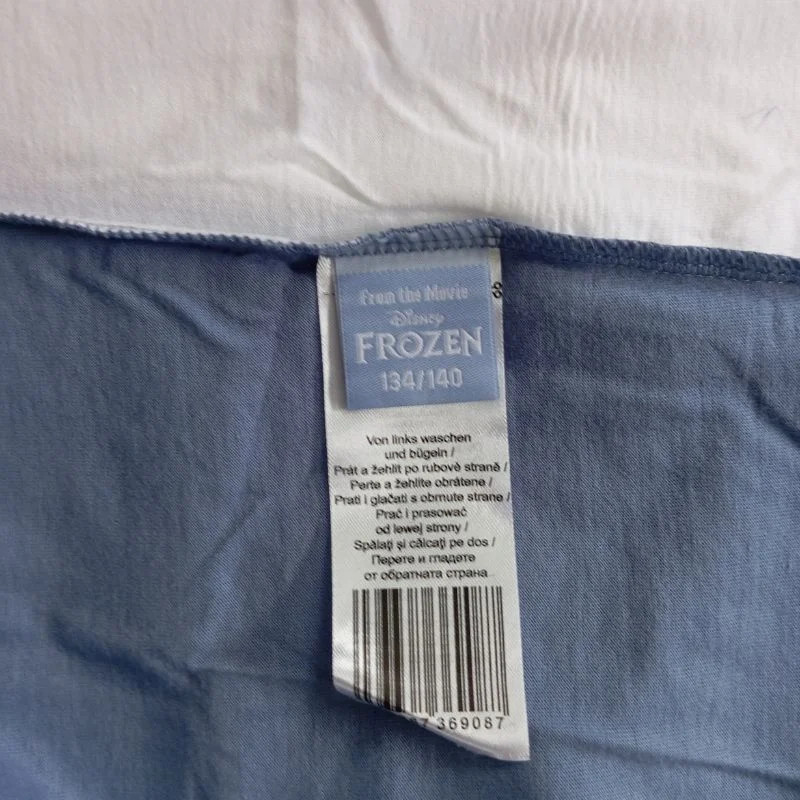 From the Movie
Disney
FROZEN
134/140
Von links waschen
und bügeln /
Prát a žehlit po rubové straně /
Perte a žehlite obrátene /
Prati i glačati s obrnute strane /
Prać i prasować
od lewej strony /
Spălați și călcați pe dos /
Перете и гладете
от обратната страна
369087